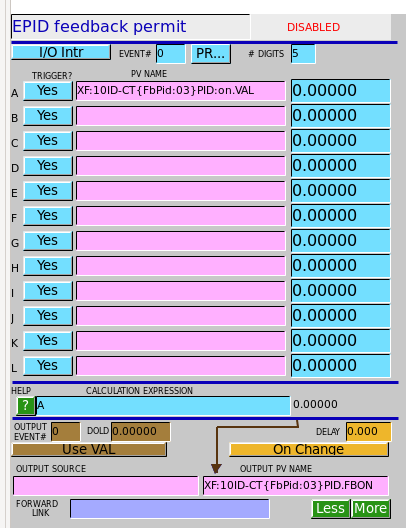 EPID feedback permit DISABLED
I/O Intr EVENT# 0 PR... # DIGITS 5
TRIGGER? PV NAME
A Yes XF:10ID-CT{FbPid:03}PID:on.VAL 0.00000
B Yes 0.00000
C Yes 0.00000
D Yes 0.00000
E Yes 0.00000
F Yes 0.00000
G Yes 0.00000
H Yes 0.00000
I Yes 0.00000
J Yes 0.00000
K Yes 0.00000
L Yes 0.00000
HELP CALCULATION EXPRESSION
? A 0.00000
OUTPUT EVENT# 0 DOLD 0.00000 DELAY 0.000
Use VAL On Change
OUTPUT SOURCE OUTPUT PV NAME
XF:10ID-CT{FbPid:03}PID.FBON
FORWARD LINK Less More